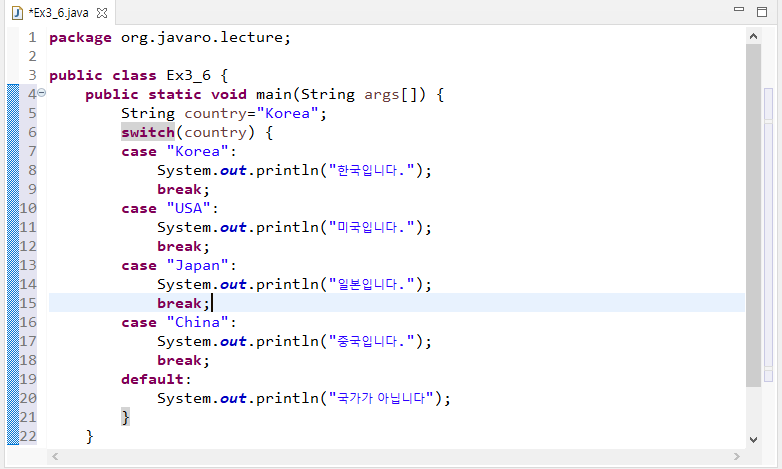 *Ex3_6.java
1 package org.javaro.lecture;
2
3 public class Ex3_6 {
4 public static void main(String args[]) {
5 String country="Korea";
6 switch(country) {
7 case "Korea":
8 System.out.println("한국입니다.");
9 break;
10 case "USA":
11 System.out.println("미국입니다.");
12 break;
13 case "Japan":
14 System.out.println("일본입니다.");
15 break;
16 case "China":
17 System.out.println("중국입니다.");
18 break;
19 default:
20 System.out.println("국가가 아닙니다");
21 }
22 }